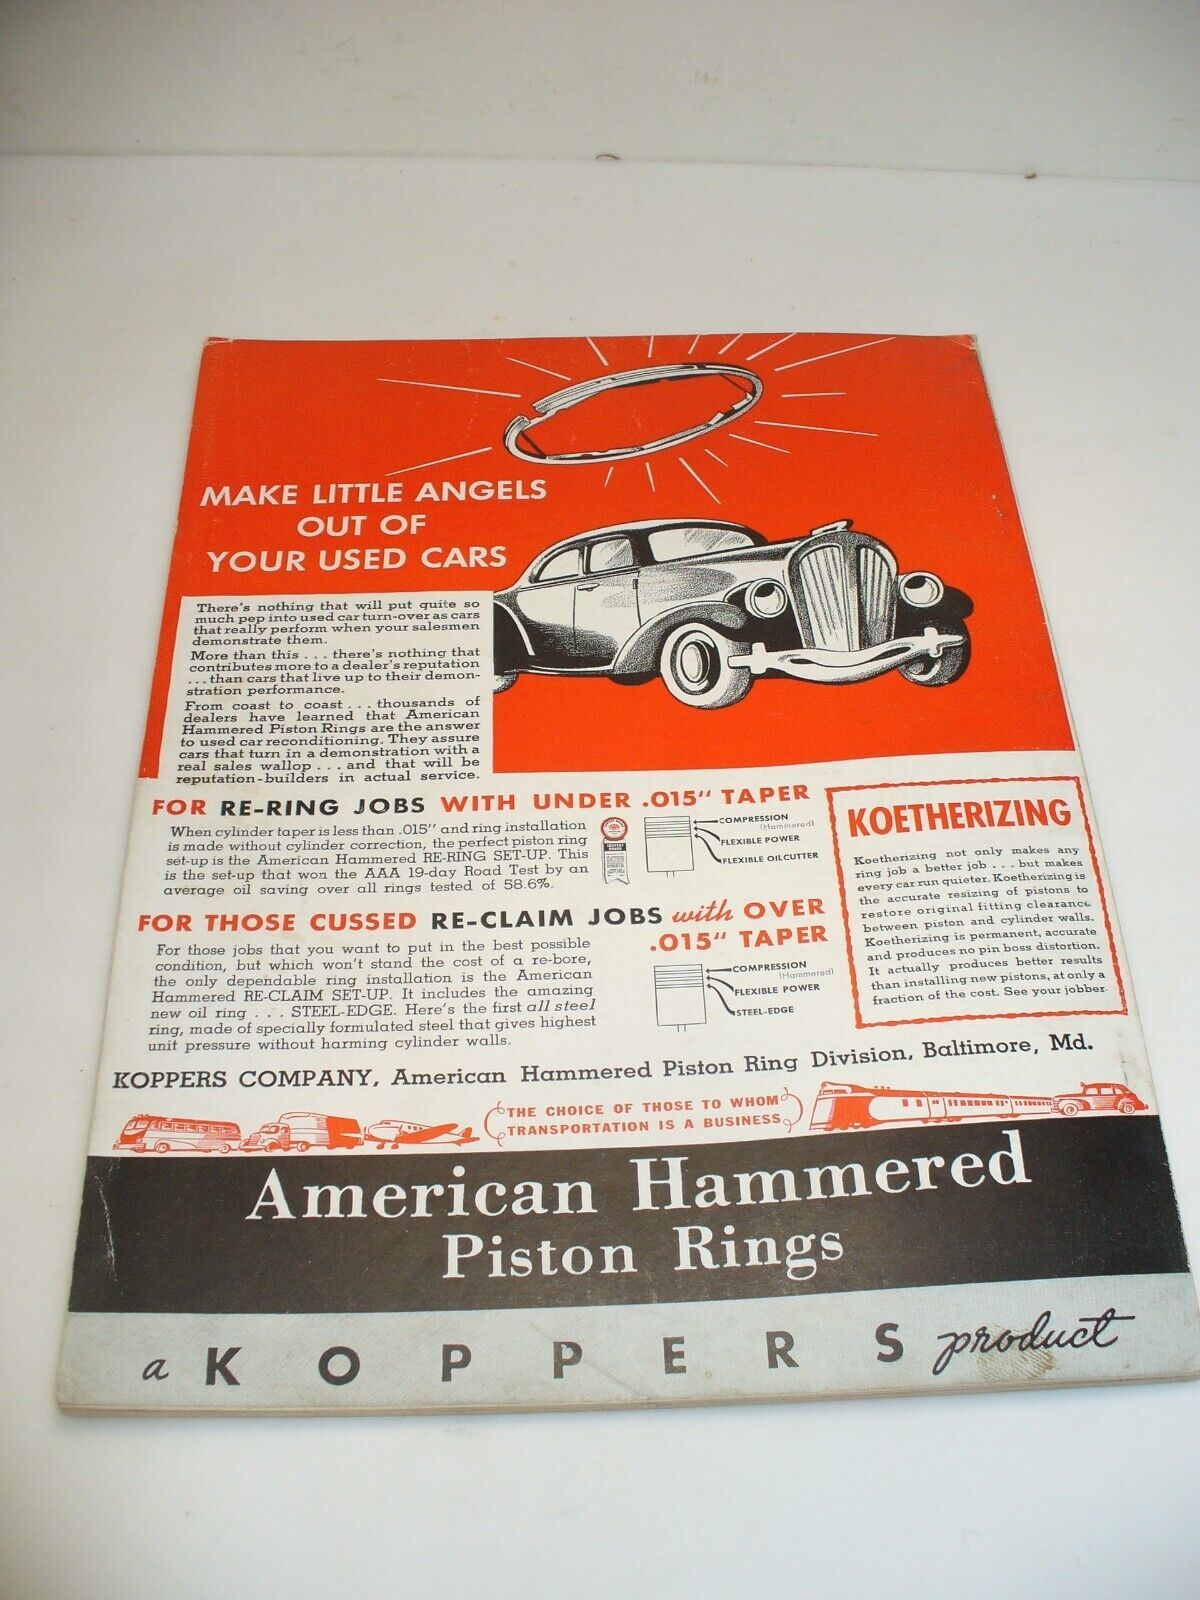 MAKE LITTLE ANGELS
OUT OF
YOUR USED CARS
There's nothing that will put quite so
much pep into used car turn-over as cars
that really perform when your salesmen
demonstrate them.
More than this . . . there's nothing that
contributes more to a dealer's reputation
. . . than cars that live up to their demon-
stration performance.
From coast to coast . . . thousands of
dealers have learned that American
Hammered Piston Rings are the answer
to used car reconditioning. They assure
cars that turn in a demonstration with a
real sales wallop . . . and that will be
reputation-builders in actual service.
FOR RE-RING JOBS WITH UNDER .015" TAPER
When cylinder taper is less than .015" and ring installation
is made without cylinder correction, the perfect piston ring
set-up is the American Hammered RE-RING SET-UP. This
is the set-up that won the AAA 19-day Road Test by an
average oil saving over all rings tested of 58.6%.
COMPRESSION
(Hammered)
FLEXIBLE POWER
FLEXIBLE OILCUTTER
FOR THOSE CUSSED RE-CLAIM JOBS with OVER
.015" TAPER
For those jobs that you want to put in the best possible
condition, but which won't stand the cost of a re-bore,
the only dependable ring installation is the American
Hammered RE-CLAIM SET-UP. It includes the amazing
new oil ring . . . STEEL-EDGE. Here's the first all steel
ring, made of specially formulated steel that gives highest
unit pressure without harming cylinder walls.
COMPRESSION
(Hammered)
FLEXIBLE POWER
STEEL-EDGE
KOETHERIZING
Koetherizing not only makes any
ring job a better job . . . but makes
every car run quieter. Koetherizing is
the accurate resizing of pistons to
restore original fitting clearance
between piston and cylinder walls.
Koetherizing is permanent, accurate
and produces no pin boss distortion.
It actually produces better results
than installing new pistons, at only a
fraction of the cost. See your jobber.
KOPPERS COMPANY, American Hammered Piston Ring Division, Baltimore, Md.
THE CHOICE OF THOSE TO WHOM
TRANSPORTATION IS A BUSINESS
American Hammered
Piston Rings
a KOPPERS product